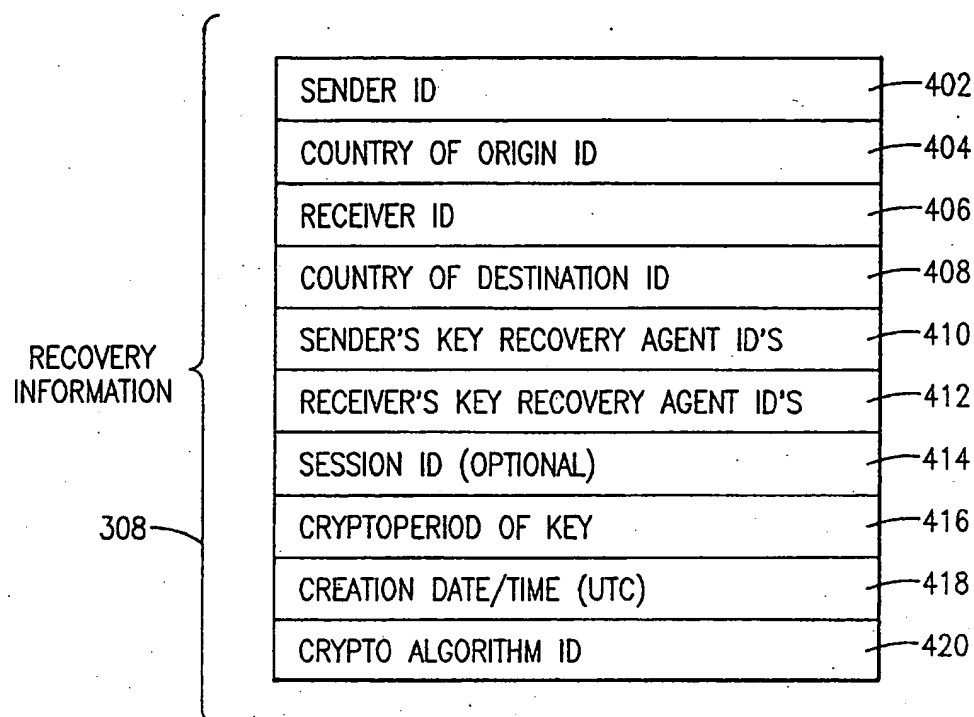 SENDER ID 402
COUNTRY OF ORIGIN ID 404
RECEIVER ID 406
COUNTRY OF DESTINATION ID 408
SENDER'S KEY RECOVERY AGENT ID'S 410
RECEIVER'S KEY RECOVERY AGENT ID'S 412
SESSION ID (OPTIONAL) 414
CRYPTOPERIOD OF KEY 416
CREATION DATE/TIME (UTC) 418
CRYPTO ALGORITHM ID 420
RECOVERY
INFORMATION
308